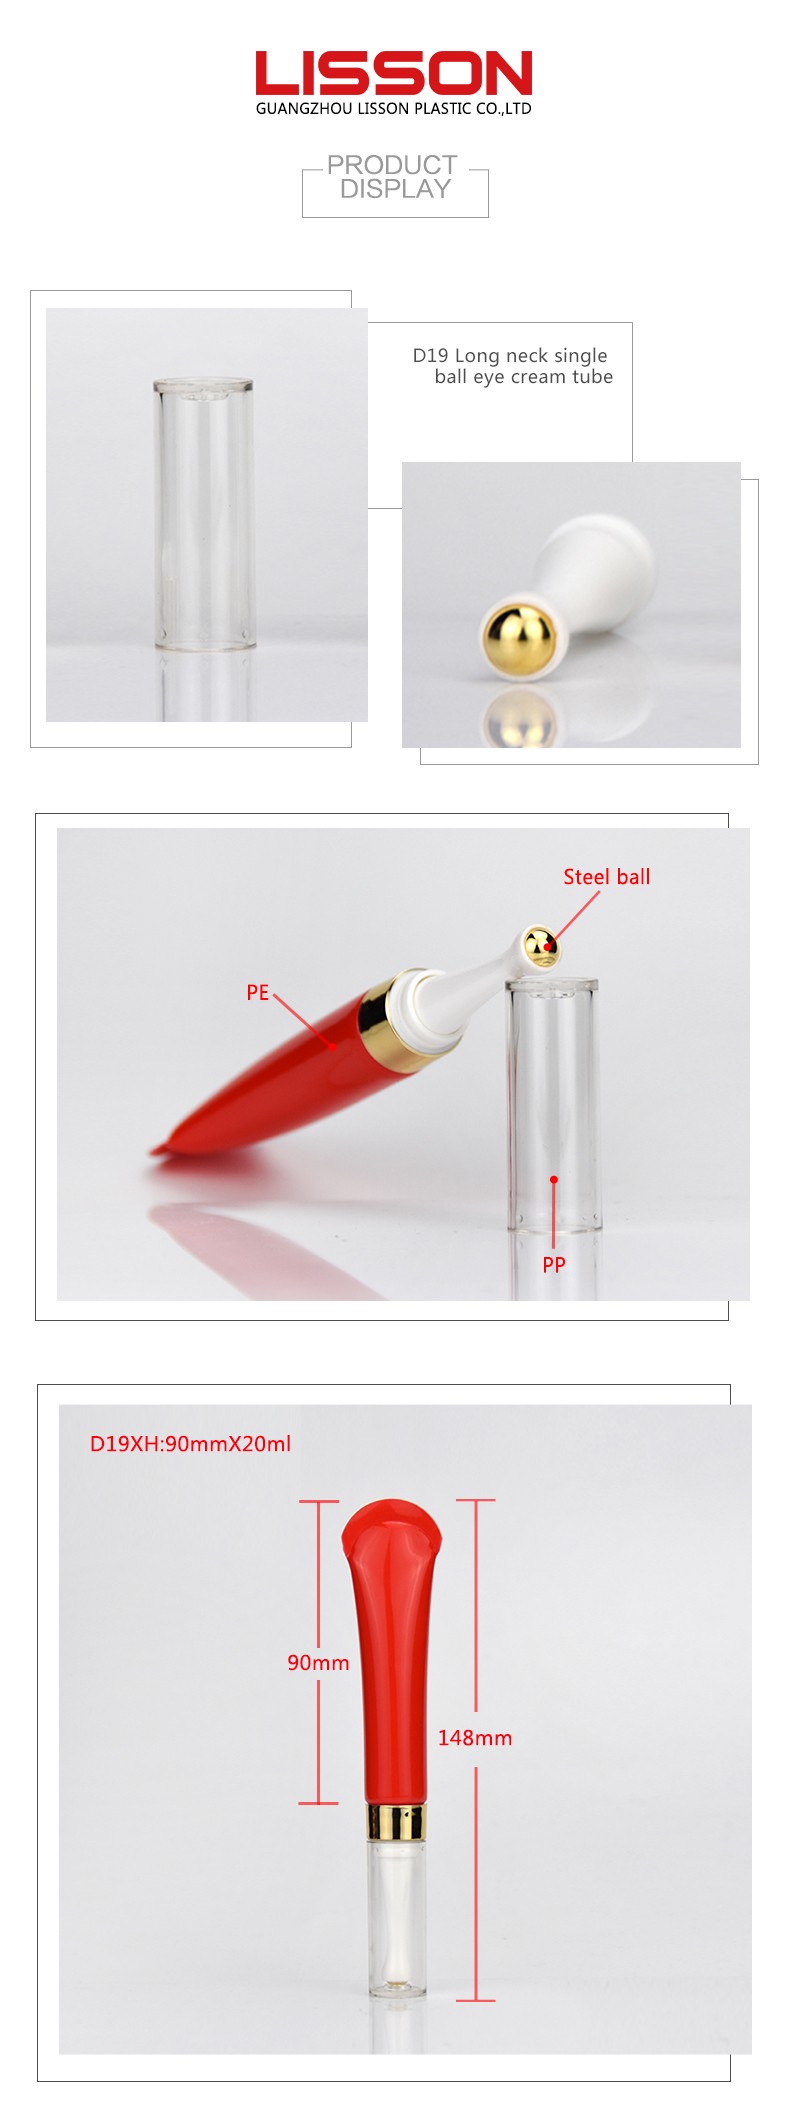 LISSON
GUANGZHOU LISSON PLASTIC CO.,LTD
PRODUCT
DISPLAY
D19 Long neck single
ball eye cream tube
Steel ball
PE
PP
D19XH:90mmX20ml
90mm
148mm